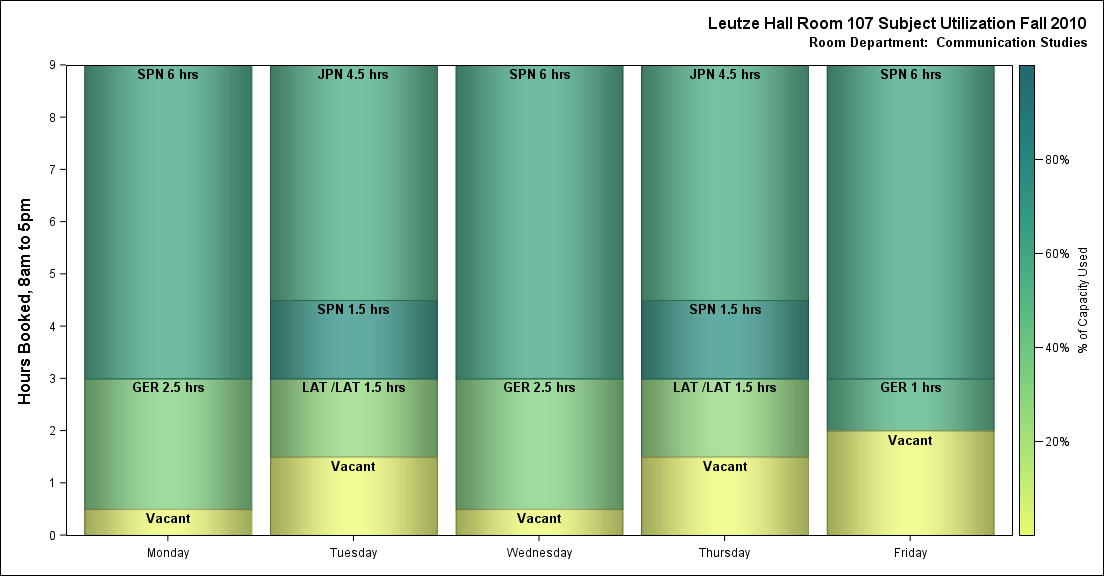 Leutze Hall Room 107 Subject Utilization Fall 2010
Room Department:  Communication Studies
Hours Booked, 8am to 5pm
9
8
7
6
5
4
3
2
1
0
SPN 6 hrs
GER 2.5 hrs
Vacant
Monday
JPN 4.5 hrs
SPN 1.5 hrs
LAT /LAT 1.5 hrs
Vacant
Tuesday
SPN 6 hrs
GER 2.5 hrs
Vacant
Wednesday
JPN 4.5 hrs
SPN 1.5 hrs
LAT /LAT 1.5 hrs
Vacant
Thursday
SPN 6 hrs
GER 1 hrs
Vacant
Friday
80%
60%
40%
20%
% of Capacity Used